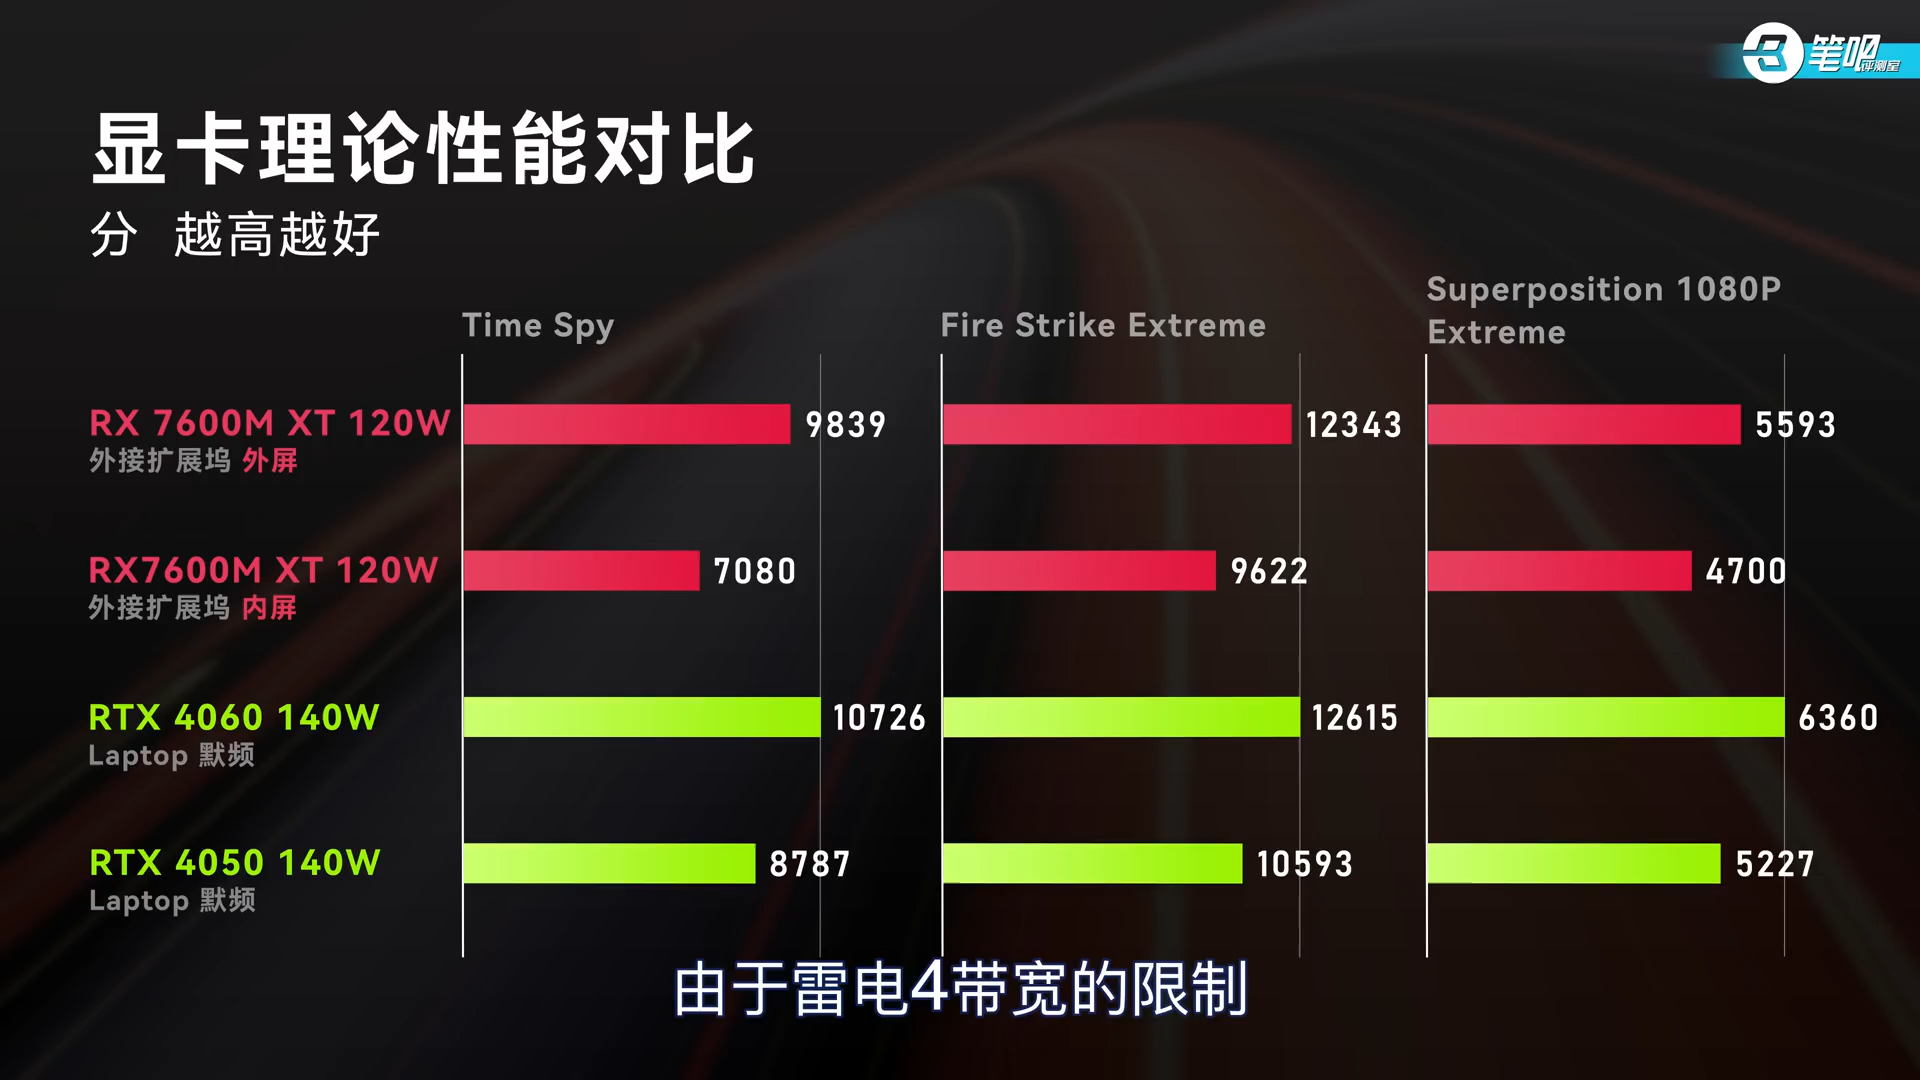 笔吧
评测室
显卡理论性能对比
分 越高越好
Time Spy
Fire Strike Extreme
Superposition 1080P
Extreme
RX 7600M XT 120W
外接扩展坞 外屏
9839
12343
5593
RX7600M XT 120W
外接扩展坞 内屏
7080
9622
4700
RTX 4060 140W
Laptop 默频
10726
12615
6360
RTX 4050 140W
Laptop 默频
8787
10593
5227
由于雷电4带宽的限制